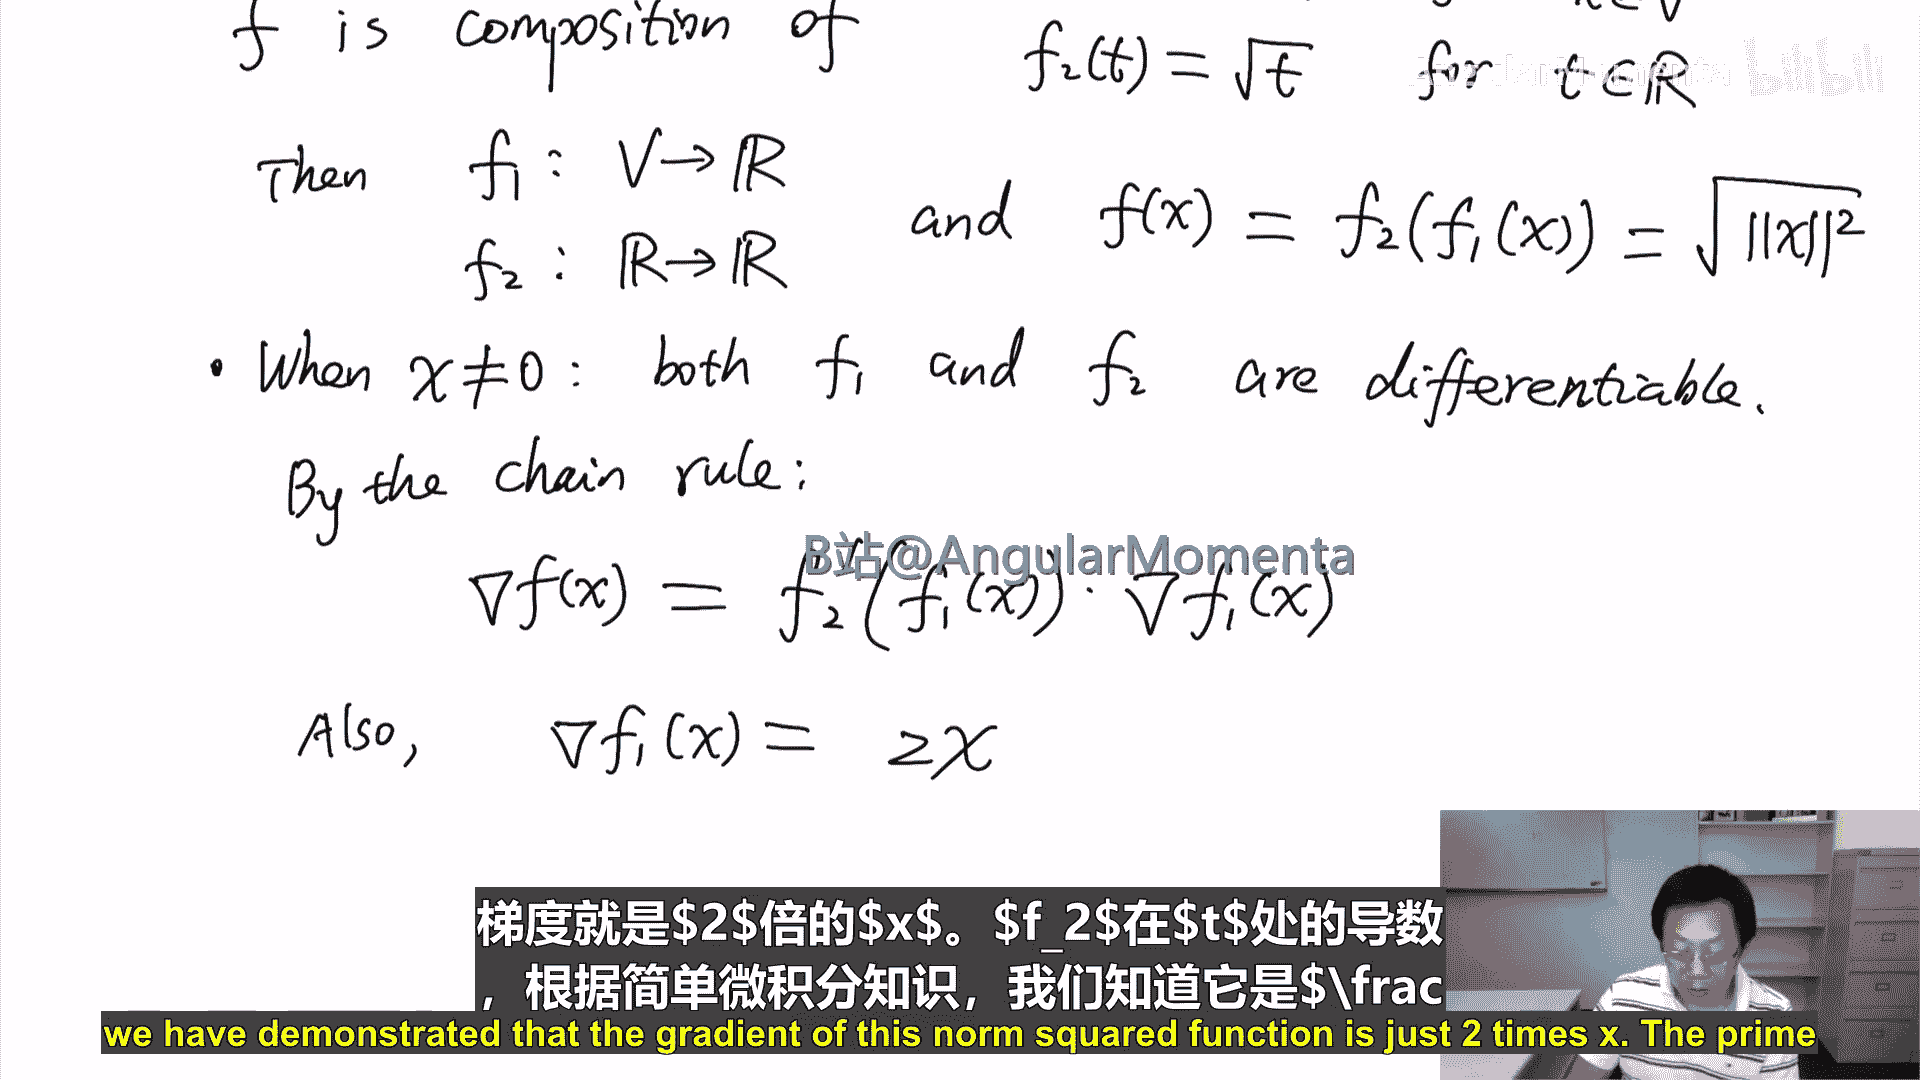 f is composition of
f₂(t) = √t for t∈ℝ
bilibili
Then f₁ : V→ℝ
f₂ : ℝ→ℝ
and f(x) = f₂(f₁(x)) = √||x||²
• When x≠0 : both f₁ and f₂ are differentiable.
By the chain rule:
B站@AngularMomenta
∇f(x) = f₂′(f₁(x))·∇f₁(x)
Also, ∇f₁(x) = 2x
梯度就是$2$倍的$x$。$f_2$在$t$处的导数
，根据简单微积分知识，我们知道它是$\frac
we have demonstrated that the gradient of this norm squared function is just 2 times x. The prime